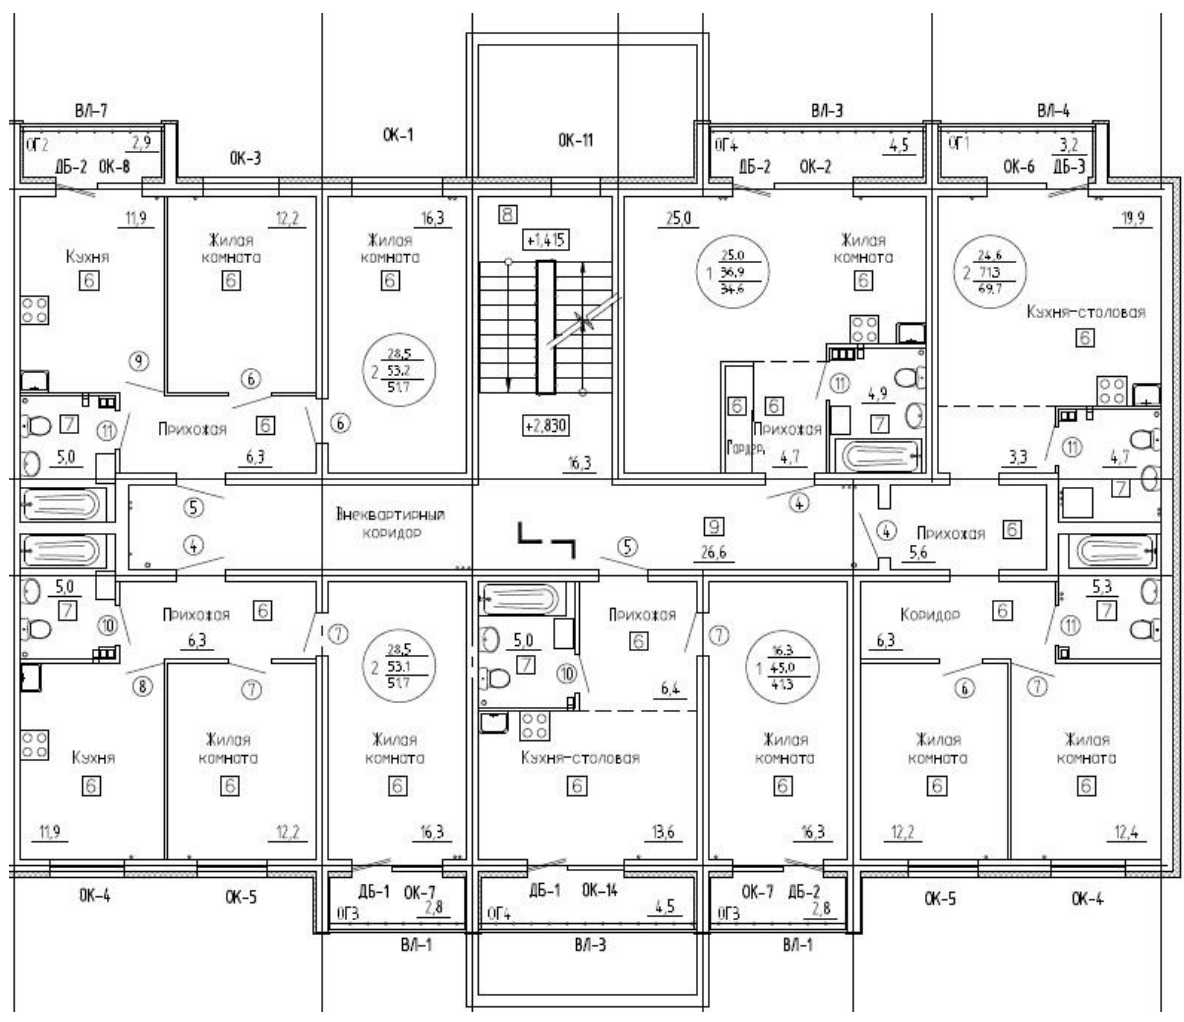 ВЛ-7
ВЛ-3
ВЛ-4
ОК-1
ОК-11
ОГ2
2,9
ОК-3
ОГ4
4,5
ОГ1
3,2
ДБ-2
ОК-8
ДБ-2
ОК-2
ОК-6
ДБ-3
11,9
12,2
16,3
8
25,0
19,9
+1,415
Кухня
6
Жилая
комната
6
Жилая
комната
6
Жилая
комната
6
25.0
1 36,9
34,6
24,6
2 71,3
69,7
Кухня-столовая
6
28,5
2 53,2
51,7
9
6
6
11
4,9
7
6
6
Гардер.
Прихожая
4,7
7
11
Прихожая
6
6,3
5,0
+2,830
16,3
3,3
11
4,7
7
5
4
Внеквартирный
коридор
9
26,6
5
4
4
Прихожая
6
5,6
5,0
7
10
Прихожая
6
6,3
7
28,5
2 53,1
51,7
5,0
7
10
Прихожая
6
6,4
7
16.3
1 45,0
41,3
Коридор
6
6,3
5,3
7
11
8
7
6
7
Кухня
6
Жилая
комната
6
Жилая
комната
6
Кухня-столовая
6
Жилая
комната
6
Жилая
комната
6
Жилая
комната
6
11,9
12,2
16,3
13,6
16,3
12,2
12,4
ОК-4
ОК-5
ДБ-1
ОК-7
ДБ-1
ОК-14
ОК-7
ДБ-2
ОК-5
ОК-4
ОГ3
2,8
ОГ4
4,5
ОГ3
2,8
ВЛ-1
ВЛ-3
ВЛ-1